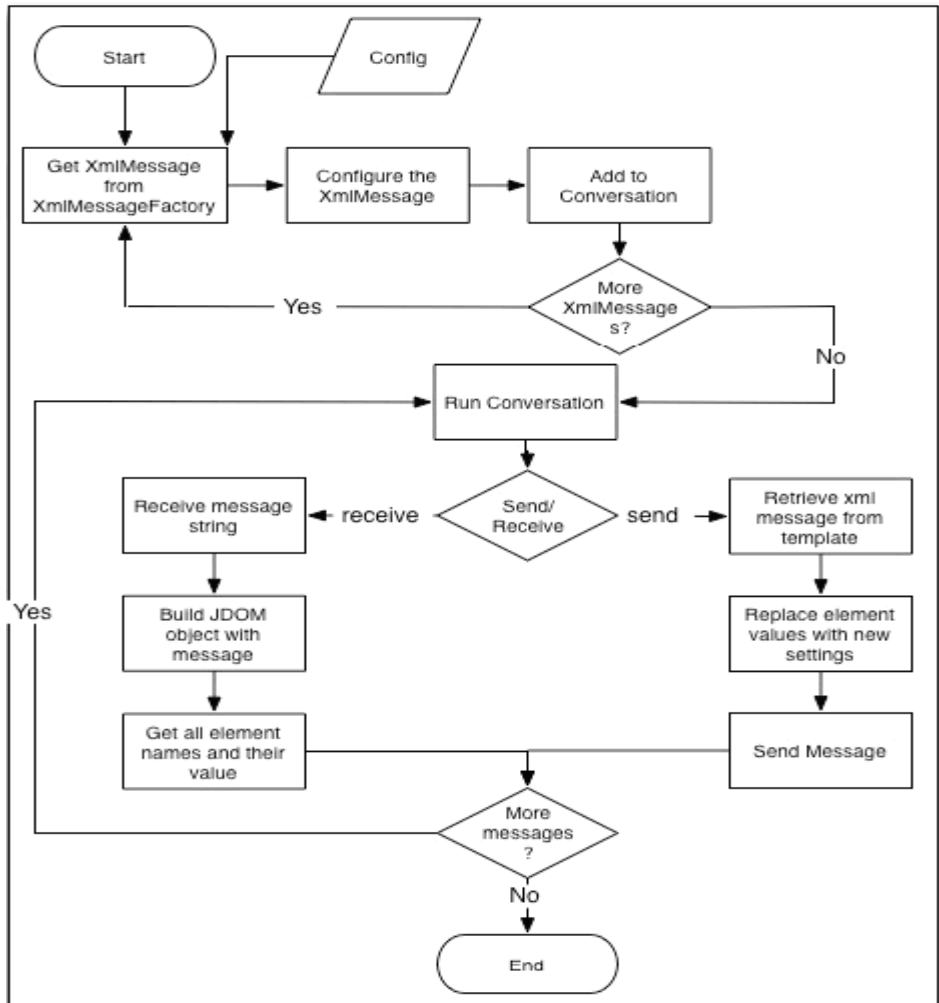 Start
Config
Get XmlMessage
from
XmlMessageFactory
Configure the
XmlMessage
Add to
Conversation
More
XmlMessage
s?
Yes
No
Run Conversation
Send/
Receive
receive
send
Receive message
string
Retrieve xml
message from
template
Yes
Build JDOM
object with
message
Replace element
values with new
settings
Get all element
names and their
value
Send Message
More
messages
?
No
End